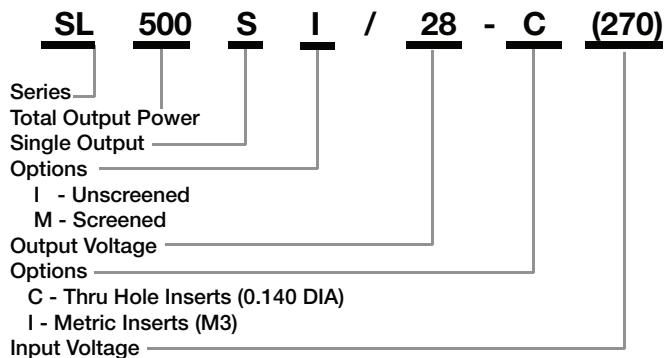 SL 500 S I / 28 - C (270)
Series
Total Output Power
Single Output
Options
I - Unscreened
M - Screened
Output Voltage
Options
C - Thru Hole Inserts (0.140 DIA)
I - Metric Inserts (M3)
Input Voltage